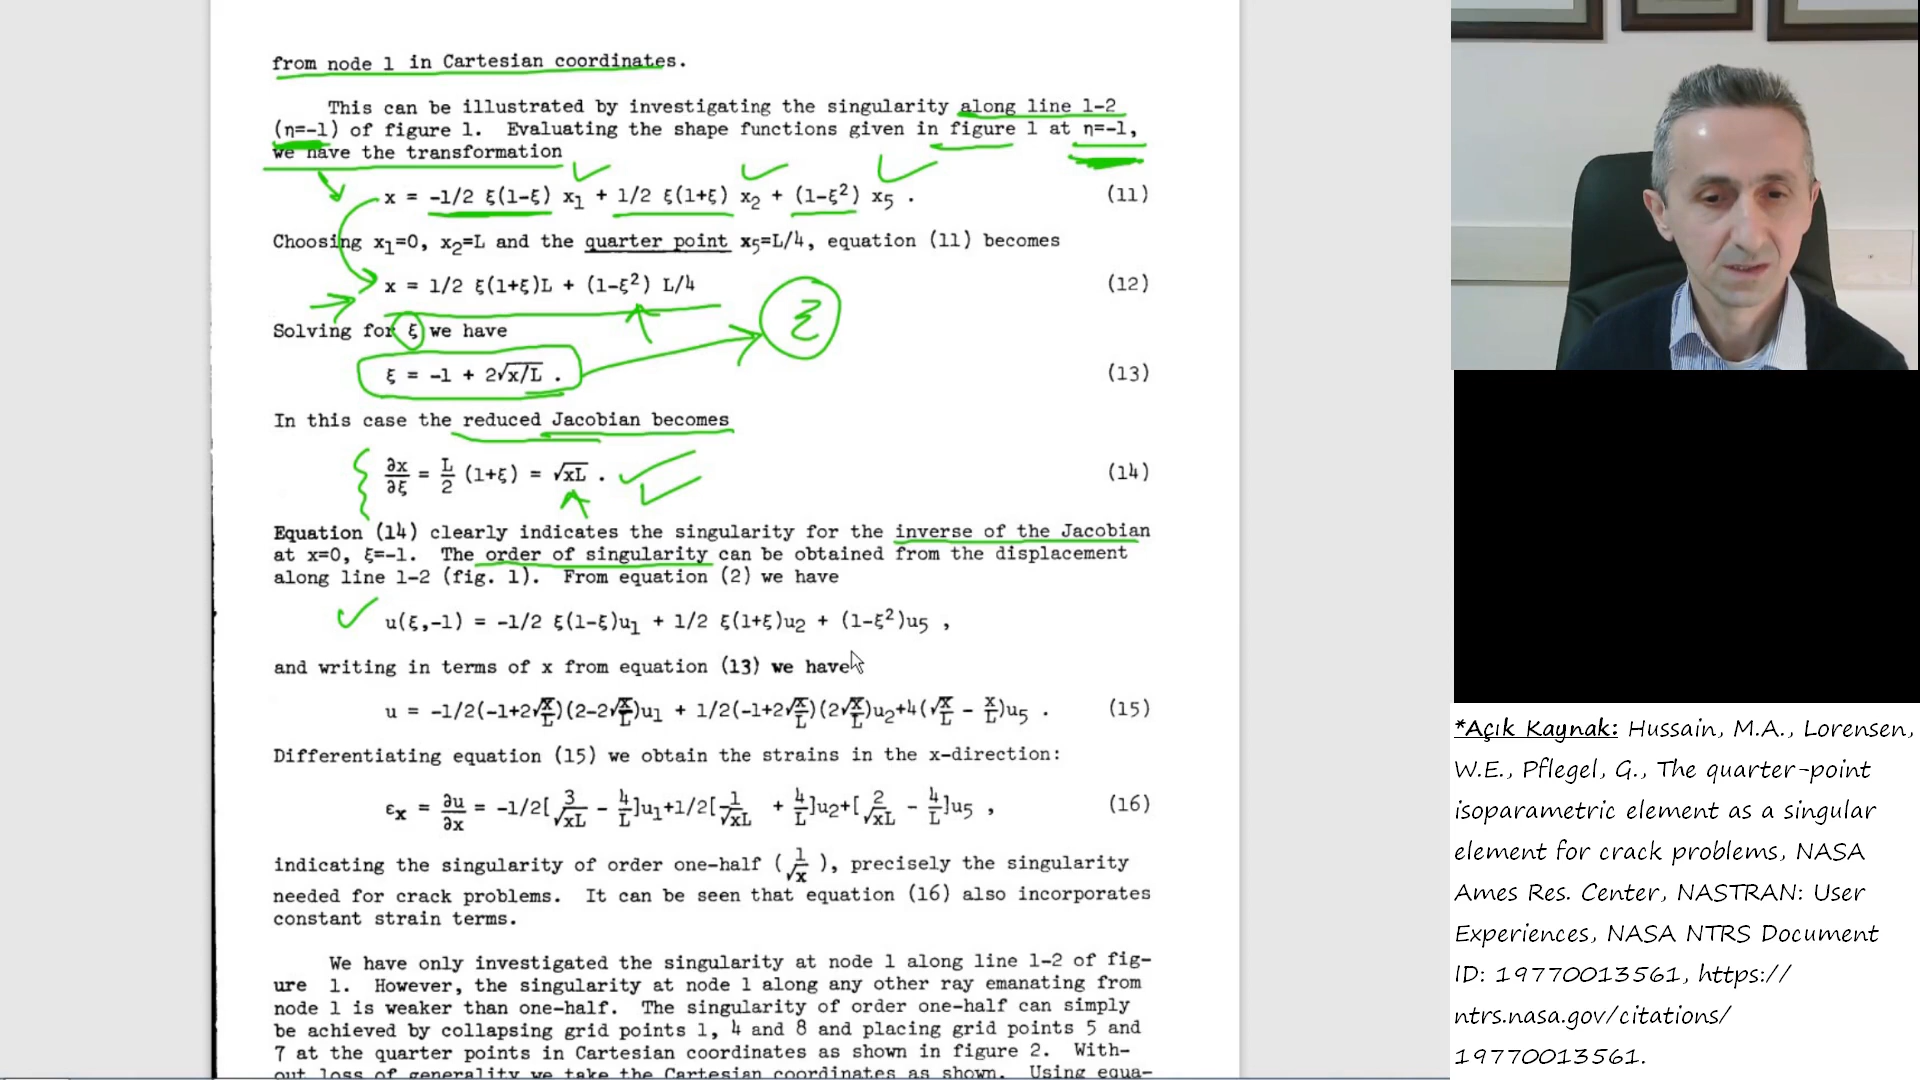 from node 1 in Cartesian coordinates.
This can be illustrated by investigating the singularity along line 1-2
(η=-1) of figure 1. Evaluating the shape functions given in figure 1 at η=-1,
we have the transformation
x = -1/2 ξ(1-ξ) x₁ + 1/2 ξ(1+ξ) x₂ + (1-ξ²) x₅ . (11)
Choosing x₁=0, x₂=L and the quarter point x₅=L/4, equation (11) becomes
x = 1/2 ξ(1+ξ)L + (1-ξ²) L/4 (12)
ξ
Solving for ξ we have
ξ = -1 + 2√x/L . (13)
In this case the reduced Jacobian becomes
∂x/∂ξ = L/2 (1+ξ) = √xL . (14)
Equation (14) clearly indicates the singularity for the inverse of the Jacobian
at x=0, ξ=-1. The order of singularity can be obtained from the displacement
along line 1-2 (fig. 1). From equation (2) we have
u(ξ,-1) = -1/2 ξ(1-ξ)u₁ + 1/2 ξ(1+ξ)u₂ + (1-ξ²)u₅ ,
and writing in terms of x from equation (13) we have
u = -1/2(-1+2√x/L)(2-2√x/L)u₁ + 1/2(-1+2√x/L)(2√x/L)u₂+4(√x/L - x/L)u₅ . (15)
Differentiating equation (15) we obtain the strains in the x-direction:
εx = ∂u/∂x = -1/2[3/√xL - 4/L]u₁+1/2[-1/√xL + 4/L]u₂+[2/√xL - 4/L]u₅ , (16)
indicating the singularity of order one-half (1/√x), precisely the singularity
needed for crack problems. It can be seen that equation (16) also incorporates
constant strain terms.
We have only investigated the singularity at node 1 along line 1-2 of fig-
ure 1. However, the singularity at node 1 along any other ray emanating from
node 1 is weaker than one-half. The singularity of order one-half can simply
be achieved by collapsing grid points 1, 4 and 8 and placing grid points 5 and
7 at the quarter points in Cartesian coordinates as shown in figure 2. With-
out loss of generality we take the Cartesian coordinates as shown. Using equa-
*Açık Kaynak: Hussain, M.A., Lorensen,
W.E., Pflegel, G., The quarter-point
isoparametric element as a singular
element for crack problems, NASA
Ames Res. Center, NASTRAN: User
Experiences, NASA NTRS Document
ID: 19770013561, https://
ntrs.nasa.gov/citations/
19770013561.